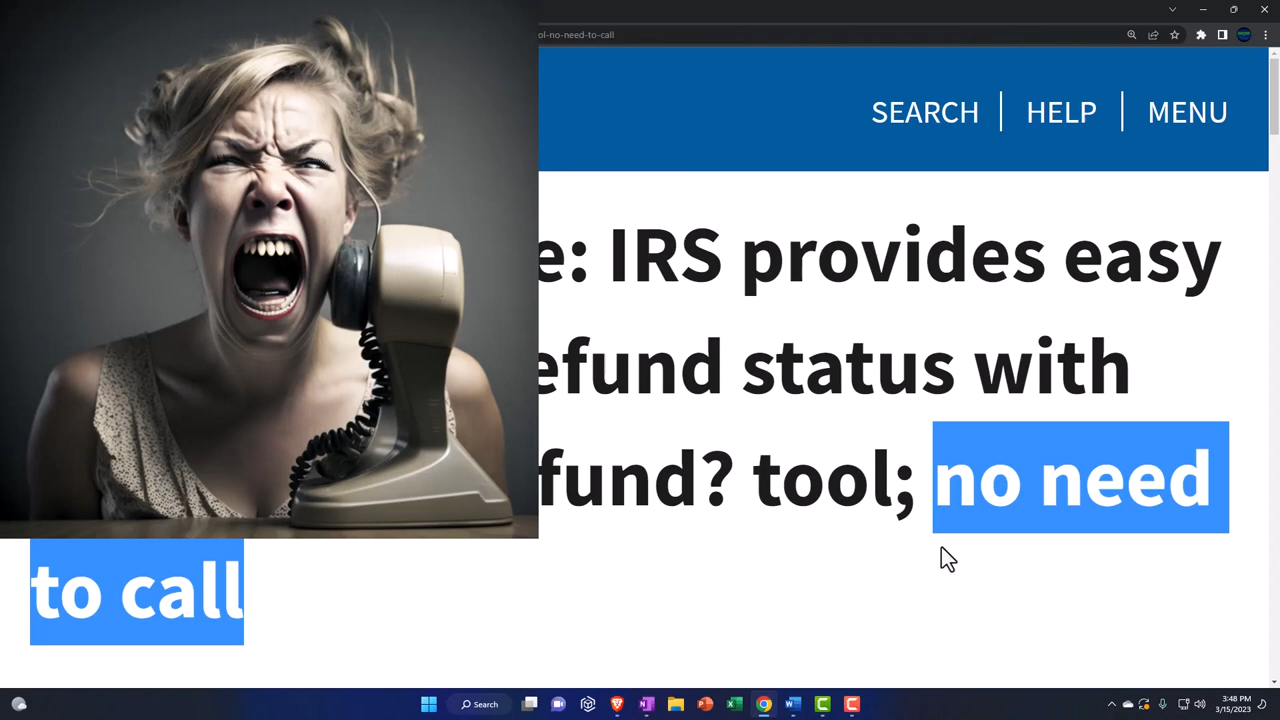 ol-no-need-to-call
SEARCH HELP MENU
e: IRS provides easy
efund status with
fund? tool; no need
to call
Search
3:48 PM
3/15/2023